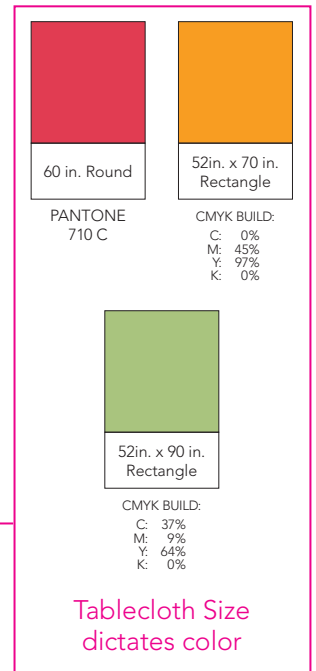 60 in. Round
PANTONE
710 C
52in. x 70 in.
Rectangle
CMYK BUILD:
C: 0%
M: 45%
Y: 97%
K: 0%
52in. x 90 in.
Rectangle
CMYK BUILD:
C: 37%
M: 9%
Y: 64%
K: 0%
Tablecloth Size
dictates color